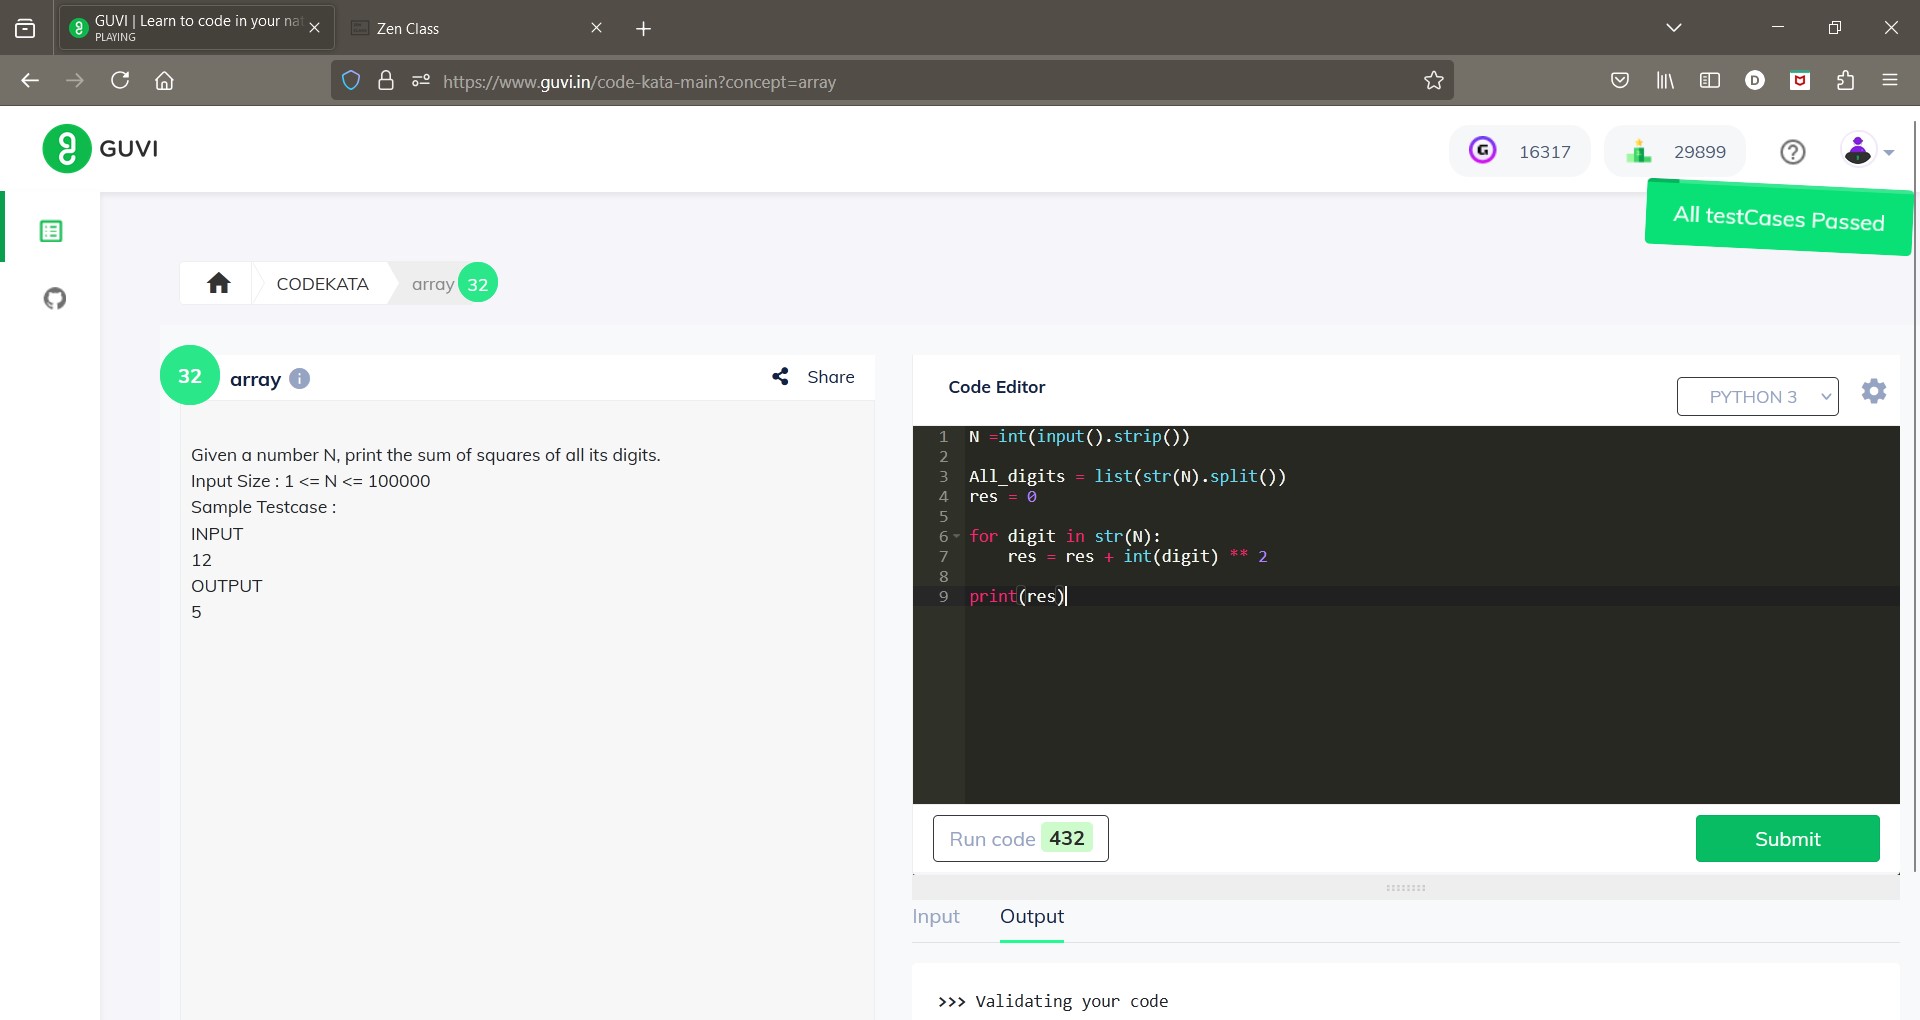 GUVI | Learn to code in your nat
PLAYING
Zen Class
https://www.guvi.in/code-kata-main?concept=array
D
GUVI
G 16317
29899
All testCases Passed
CODEKATA
array 32
32 array
Share
Given a number N, print the sum of squares of all its digits.
Input Size : 1 <= N <= 100000
Sample Testcase :
INPUT
12
OUTPUT
5
Code Editor
PYTHON 3
1 N =int(input().strip())
2
3 All_digits = list(str(N).split())
4 res = 0
5
6 for digit in str(N):
7     res = res + int(digit) ** 2
8
9 print(res)
Run code 432
Submit
Input
Output
>>> Validating your code